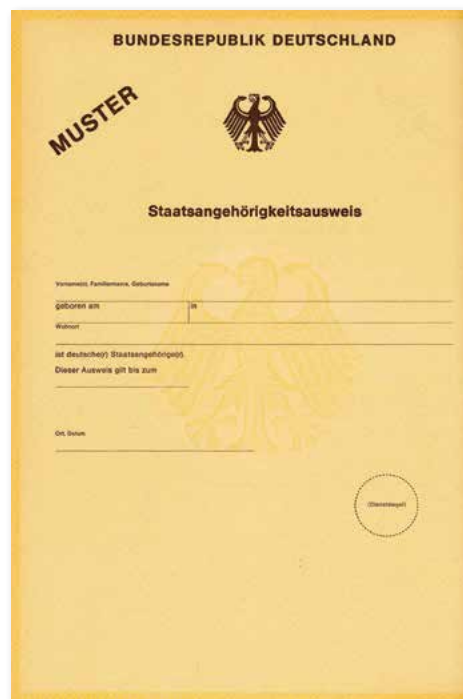 BUNDESREPUBLIK DEUTSCHLAND
MUSTER
Staatsangehörigkeitsausweis
Vorname(n), Familienname, Geburtsname
geboren am in
Wohnort
ist deutsche(r) Staatsangehörige(r).
Dieser Ausweis gilt bis zum
Ort, Datum
(Dienstsiegel)